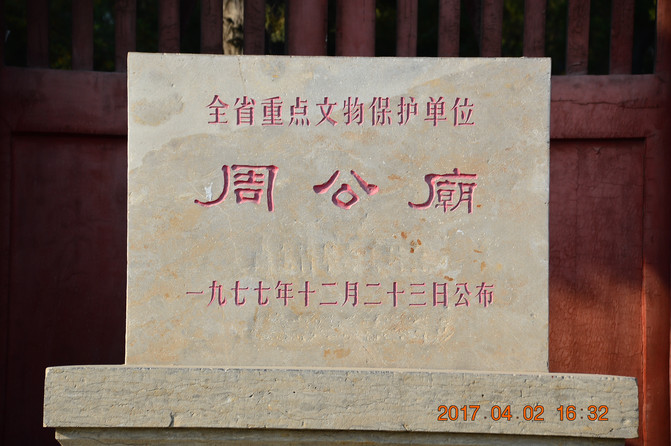 全省重点文物保护单位
周公廟
一九七七年十二月二十三日公布
2017.04.02 16:32